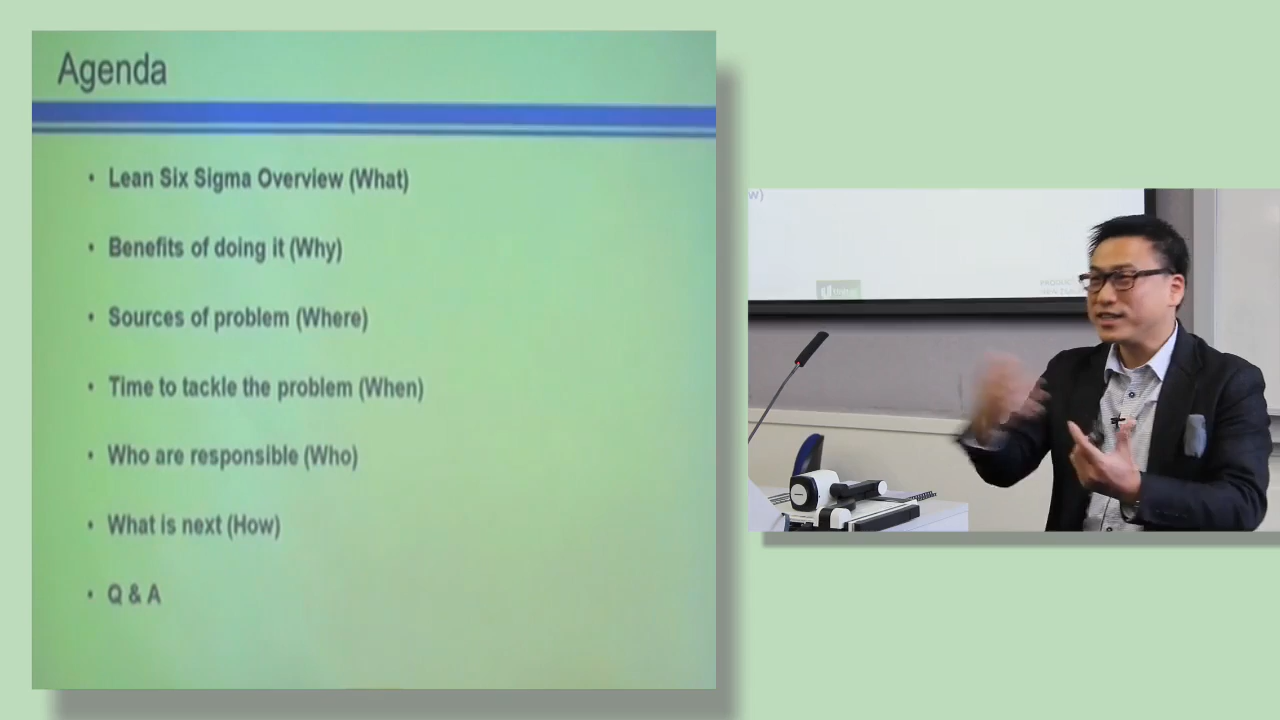 Agenda
• Lean Six Sigma Overview (What)
• Benefits of doing it (Why)
• Sources of problem (Where)
• Time to tackle the problem (When)
• Who are responsible (Who)
• What is next (How)
• Q & A
w)